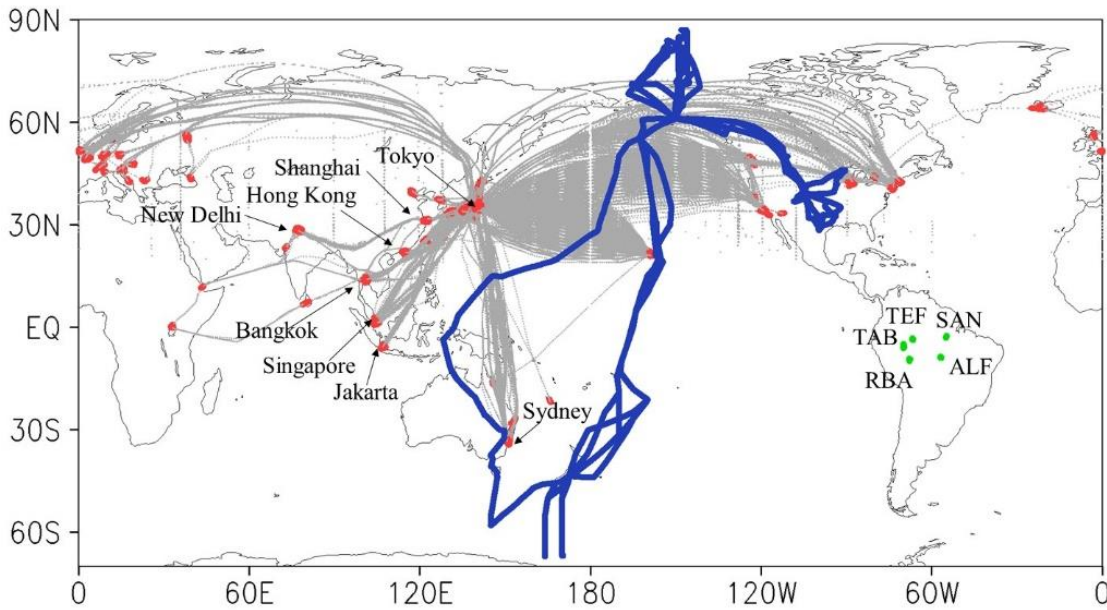 90N
60N
30N
EQ
30S
60S
Tokyo
Shanghai
Hong Kong
New Delhi
Bangkok
Singapore
Jakarta
Sydney
TEF
SAN
TAB
RBA
ALF
0
60E
120E
180
120W
60W
0